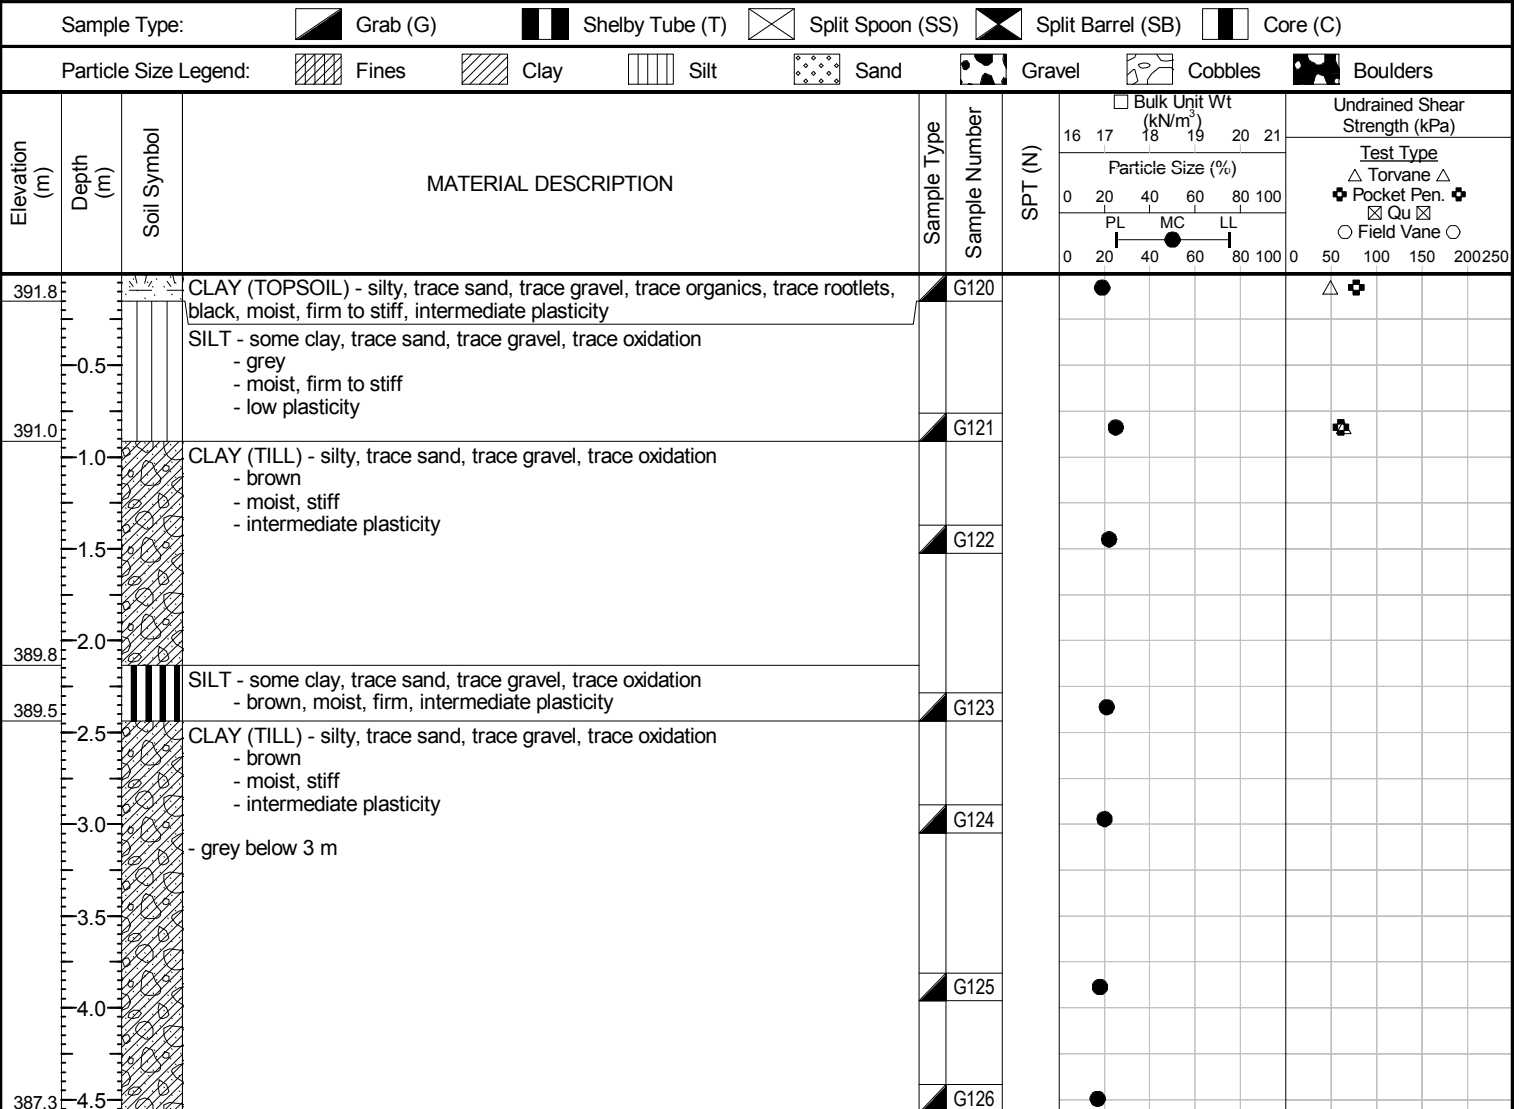 Sample Type: Grab (G) Shelby Tube (T) Split Spoon (SS) Split Barrel (SB) Core (C)
Particle Size Legend: Fines Clay Silt Sand Gravel Cobbles Boulders
Elevation (m)
Depth (m)
Soil Symbol
MATERIAL DESCRIPTION
Sample Type
Sample Number
SPT (N)
□ Bulk Unit Wt
(kN/m³)
16 17 18 19 20 21
Particle Size (%)
0 20 40 60 80 100
PL MC LL
0 20 40 60 80 100
Undrained Shear
Strength (kPa)
Test Type
△ Torvane △
Pocket Pen.
☒ Qu ☒
○ Field Vane ○
0 50 100 150 200 250
391.8
CLAY (TOPSOIL) - silty, trace sand, trace gravel, trace organics, trace rootlets,
black, moist, firm to stiff, intermediate plasticity
G120
SILT - some clay, trace sand, trace gravel, trace oxidation
- grey
0.5
- moist, firm to stiff
- low plasticity
G121
391.0
CLAY (TILL) - silty, trace sand, trace gravel, trace oxidation
1.0
- brown
- moist, stiff
- intermediate plasticity
G122
1.5
2.0
389.8
SILT - some clay, trace sand, trace gravel, trace oxidation
- brown, moist, firm, intermediate plasticity
G123
389.5
CLAY (TILL) - silty, trace sand, trace gravel, trace oxidation
2.5
- brown
- moist, stiff
- intermediate plasticity
G124
3.0
- grey below 3 m
3.5
G125
4.0
G126
387.3
4.5